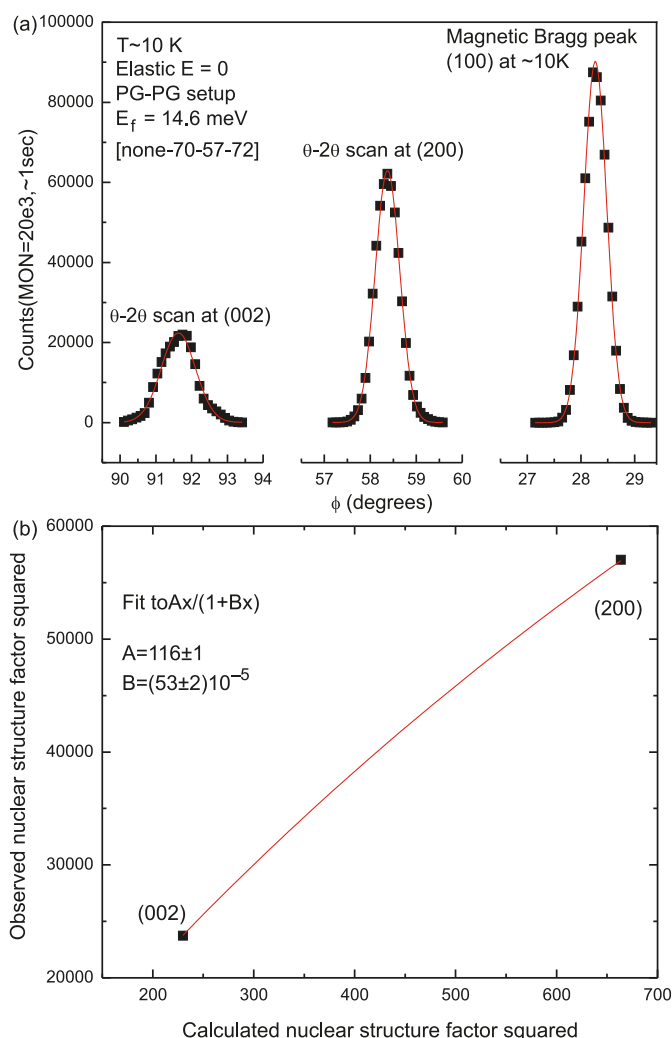 (a)
100000
80000
60000
40000
20000
0
Counts(MON=20e3,~1sec)
T~10 K
Elastic E = 0
PG-PG setup
E_f = 14.6 meV
[none-70-57-72]
Magnetic Bragg peak
(100) at ~10K
θ-2θ scan at (200)
θ-2θ scan at (002)
90 91 92 93 94 57 58 59 60 27 28 29
ϕ (degrees)
(b)
60000
50000
40000
30000
20000
Observed nuclear structure factor squared
Fit toAx/(1+Bx)
A=116±1
B=(53±2)10⁻⁵
(200)
(002)
200 300 400 500 600 700
Calculated nuclear structure factor squared